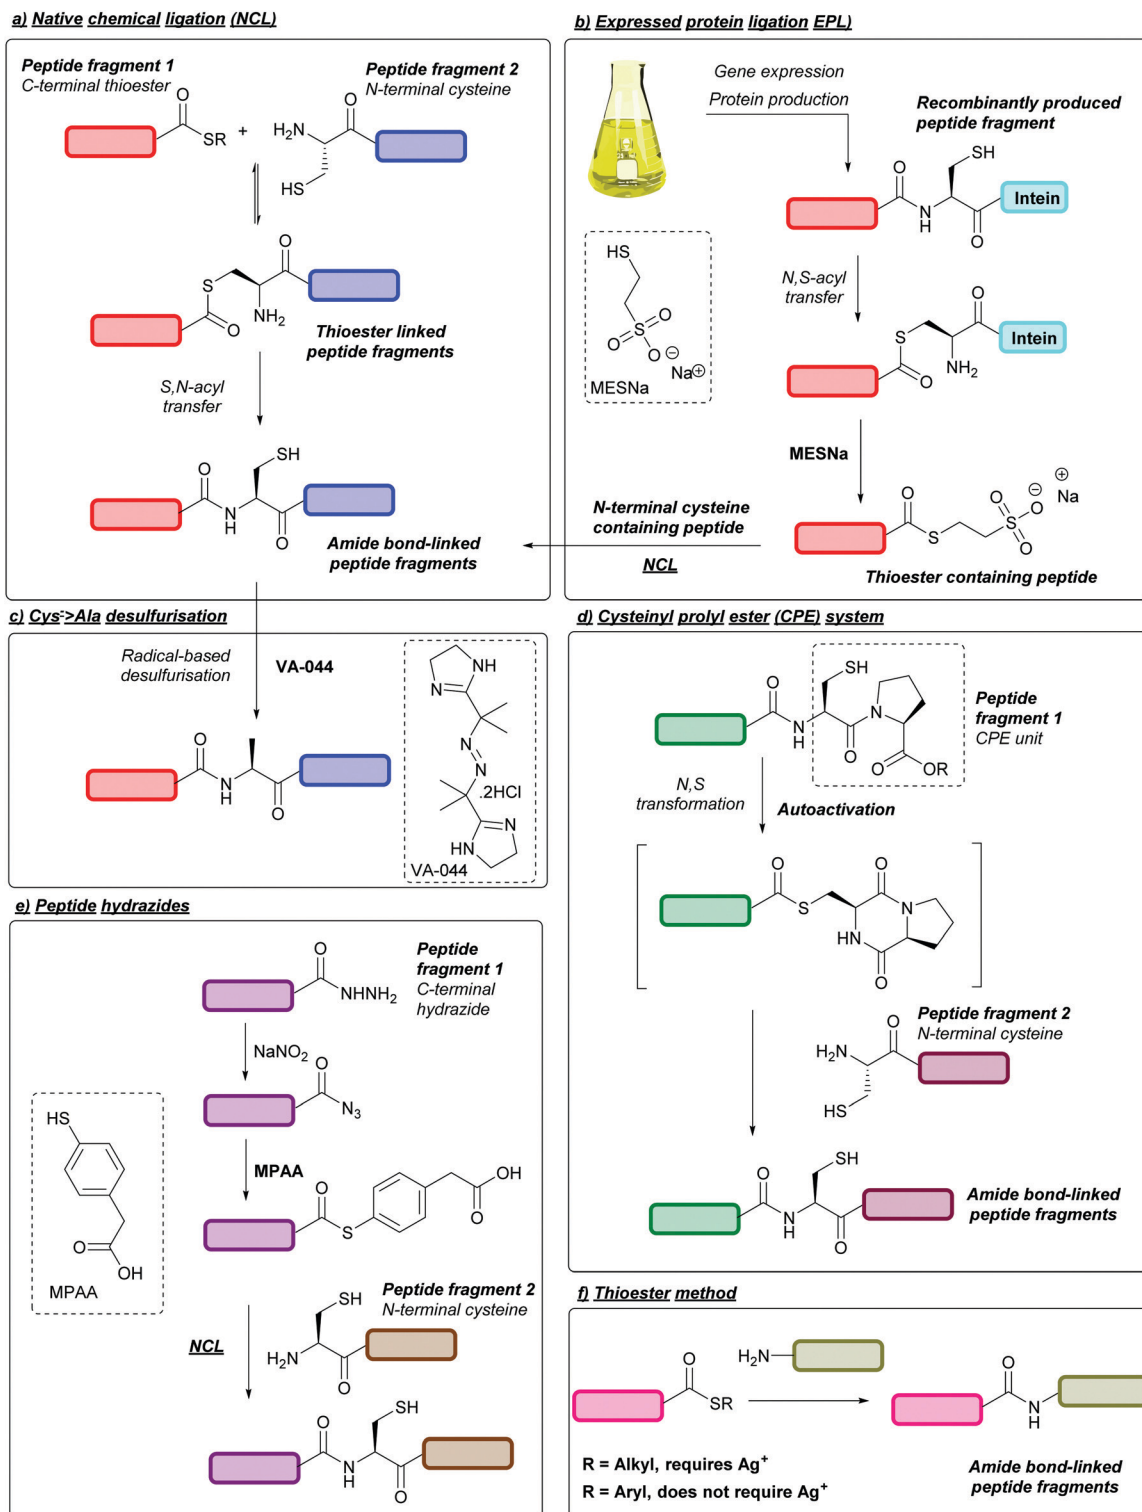 a) Native chemical ligation (NCL)
Peptide fragment 1
C-terminal thioester
Peptide fragment 2
N-terminal cysteine
O
SR
+
H₂N
O
HS
O
S
O
NH₂
Thioester linked
peptide fragments
S,N-acyl
transfer
SH
O
N
H
O
Amide bond-linked
peptide fragments
b) Expressed protein ligation EPL)
Gene expression
Protein production
Recombinantly produced
peptide fragment
SH
O
N
H
O
Intein
HS
O
S
O
O
⊖
Na⊕
MESNa
N,S-acyl
transfer
O
S
Intein
O
NH₂
MESNa
O
S
O
S
O
O
⊖
⊕
Na
Thioester containing peptide
N-terminal cysteine
containing peptide
NCL
c) Cys->Ala desulfurisation
Radical-based
desulfurisation
VA-044
O
N
H
O
NH
N
N
N
.2HCl
N
HN
VA-044
d) Cysteinyl prolyl ester (CPE) system
SH
O
N
H
O
N
O
OR
Peptide
fragment 1
CPE unit
N,S
transformation
Autoactivation
O
S
O
N
HN
O
Peptide fragment 2
N-terminal cysteine
H₂N
O
HS
SH
O
N
H
O
Amide bond-linked
peptide fragments
e) Peptide hydrazides
O
NHNH₂
Peptide
fragment 1
C-terminal
hydrazide
NaNO₂
O
N₃
HS
O
OH
MPAA
MPAA
O
S
O
OH
Peptide fragment 2
N-terminal cysteine
SH
H₂N
O
NCL
SH
O
N
H
O
f) Thioester method
O
SR
H₂N
O
N
H
R = Alkyl, requires Ag⁺
R = Aryl, does not require Ag⁺
Amide bond-linked
peptide fragments